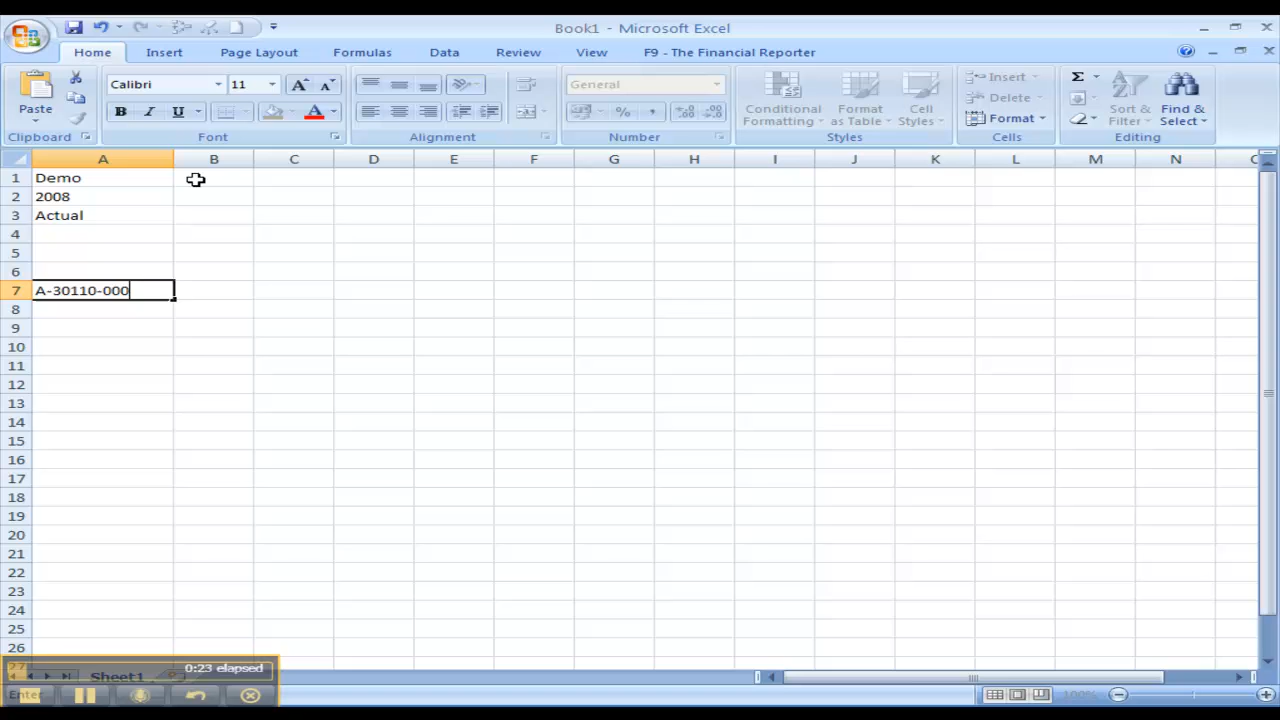 Book1 - Microsoft Excel
Home Insert Page Layout Formulas Data Review View F9 - The Financial Reporter
Calibri 11 General Insert
Paste B I U % , Conditional Formatting Format as Table Cell Styles Delete Σ Sort & Filter Find & Select
Format
Clipboard Font Alignment Number Styles Cells Editing
A B C D E F G H I J K L M N
1 Demo
2 2008
3 Actual
4
5
6
7 A-30110-000
8
9
10
11
12
13
14
15
16
17
18
19
20
21
22
23
24
25
26
27 0:23 elapsed
Sheet1
Enter 100%